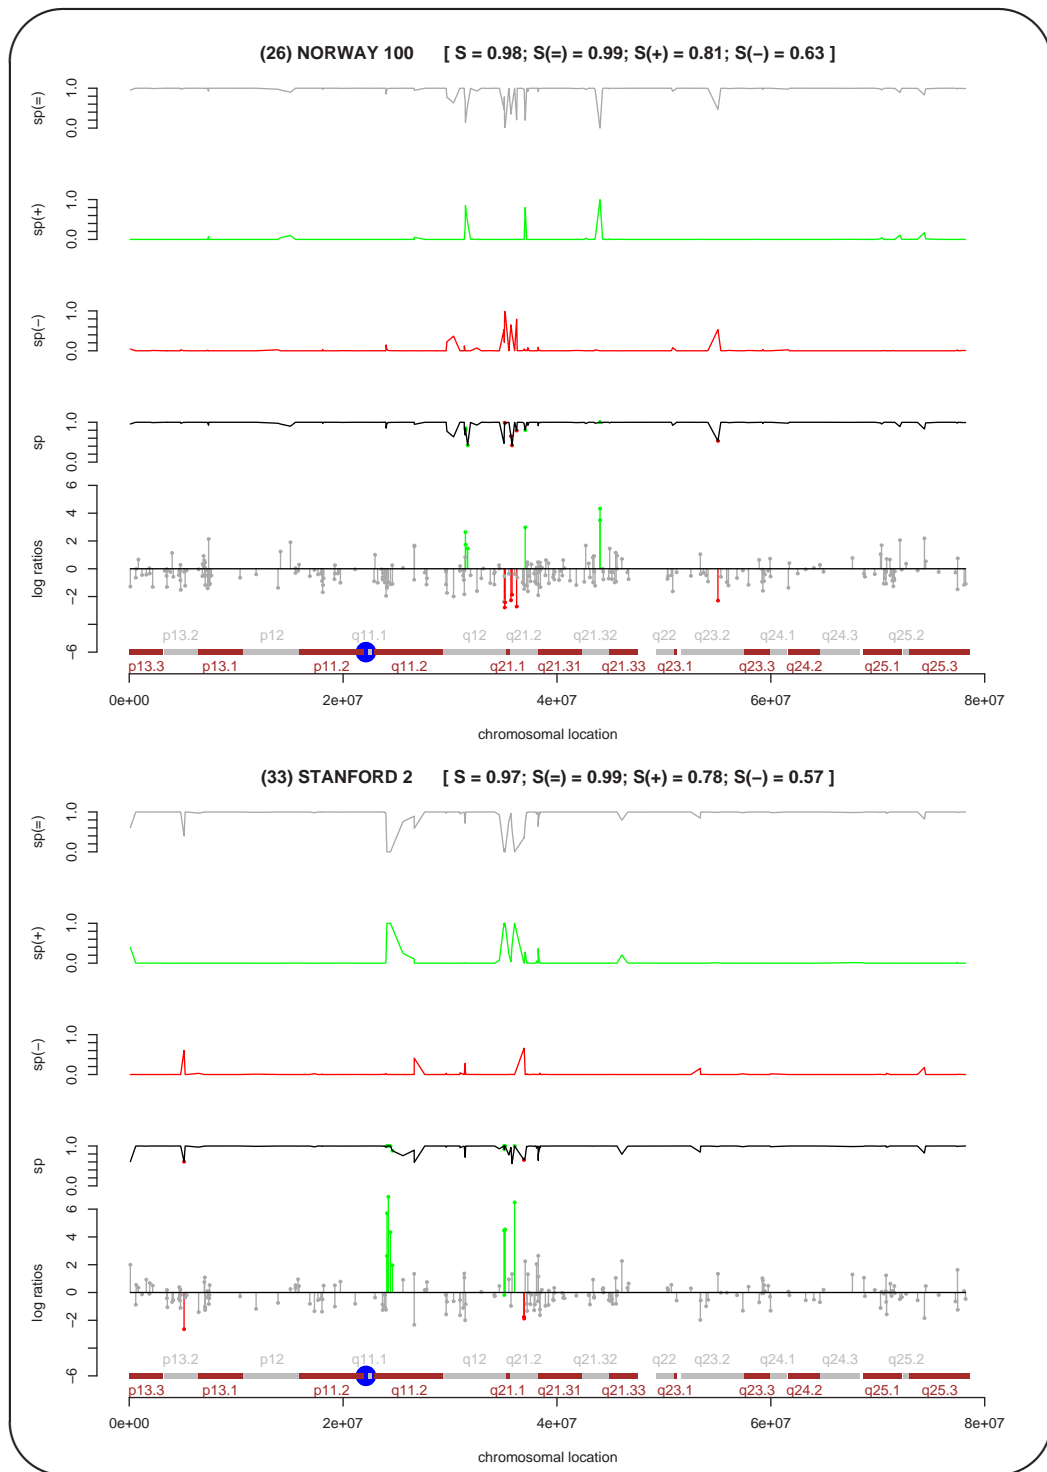 (26) NORWAY 100 [ S = 0.98; S(=) = 0.99; S(+) = 0.81; S(−) = 0.63 ]
sp(=)
0.0 1.0
sp(+)
0.0 1.0
sp(−)
0.0 1.0
sp
0.0 1.0
log ratios
6
4
2
0
−2
−6
p13.2 p12 q11.1 q12 q21.2 q21.32 q22 q23.2 q24.1 q24.3 q25.2
p13.3 p13.1 p11.2 q11.2 q21.1 q21.31 q21.33 q23.1 q23.3 q24.2 q25.1 q25.3
0e+00 2e+07 4e+07 6e+07 8e+07
chromosomal location
(33) STANFORD 2 [ S = 0.97; S(=) = 0.99; S(+) = 0.78; S(−) = 0.57 ]
sp(=)
0.0 1.0
sp(+)
0.0 1.0
sp(−)
0.0 1.0
sp
0.0 1.0
log ratios
6
4
2
0
−2
−6
p13.2 p12 q11.1 q12 q21.2 q21.32 q22 q23.2 q24.1 q24.3 q25.2
p13.3 p13.1 p11.2 q11.2 q21.1 q21.31 q21.33 q23.1 q23.3 q24.2 q25.1 q25.3
0e+00 2e+07 4e+07 6e+07 8e+07
chromosomal location